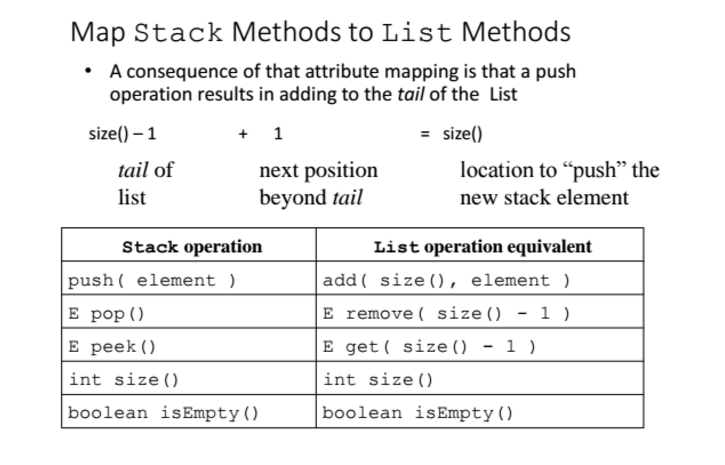 Map Stack Methods to List Methods
• A consequence of that attribute mapping is that a push
operation results in adding to the tail of the List
size() – 1 + 1 = size()
tail of next position location to “push” the
list beyond tail new stack element
Stack operation List operation equivalent
push( element ) add( size(), element )
E pop() E remove( size() - 1 )
E peek() E get( size() - 1 )
int size() int size()
boolean isEmpty() boolean isEmpty()